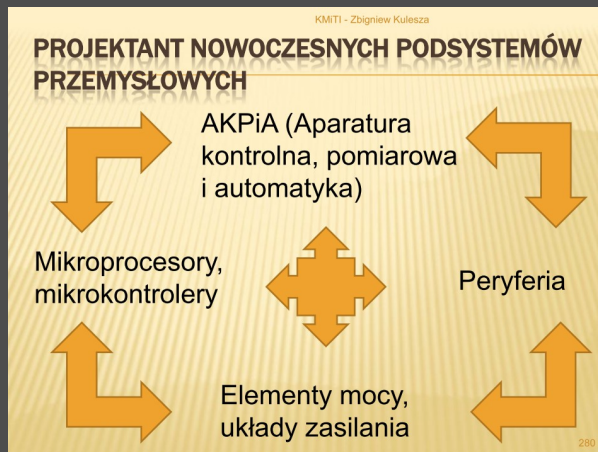 KMiTI - Zbigniew Kulesza
PROJEKTANT NOWOCZESNYCH PODSYSTEMÓW
PRZEMYSŁOWYCH
AKPiA (Aparatura
kontrolna, pomiarowa
i automatyka)
Mikroprocesory,
mikrokontrolery
Peryferia
Elementy mocy,
układy zasilania
280